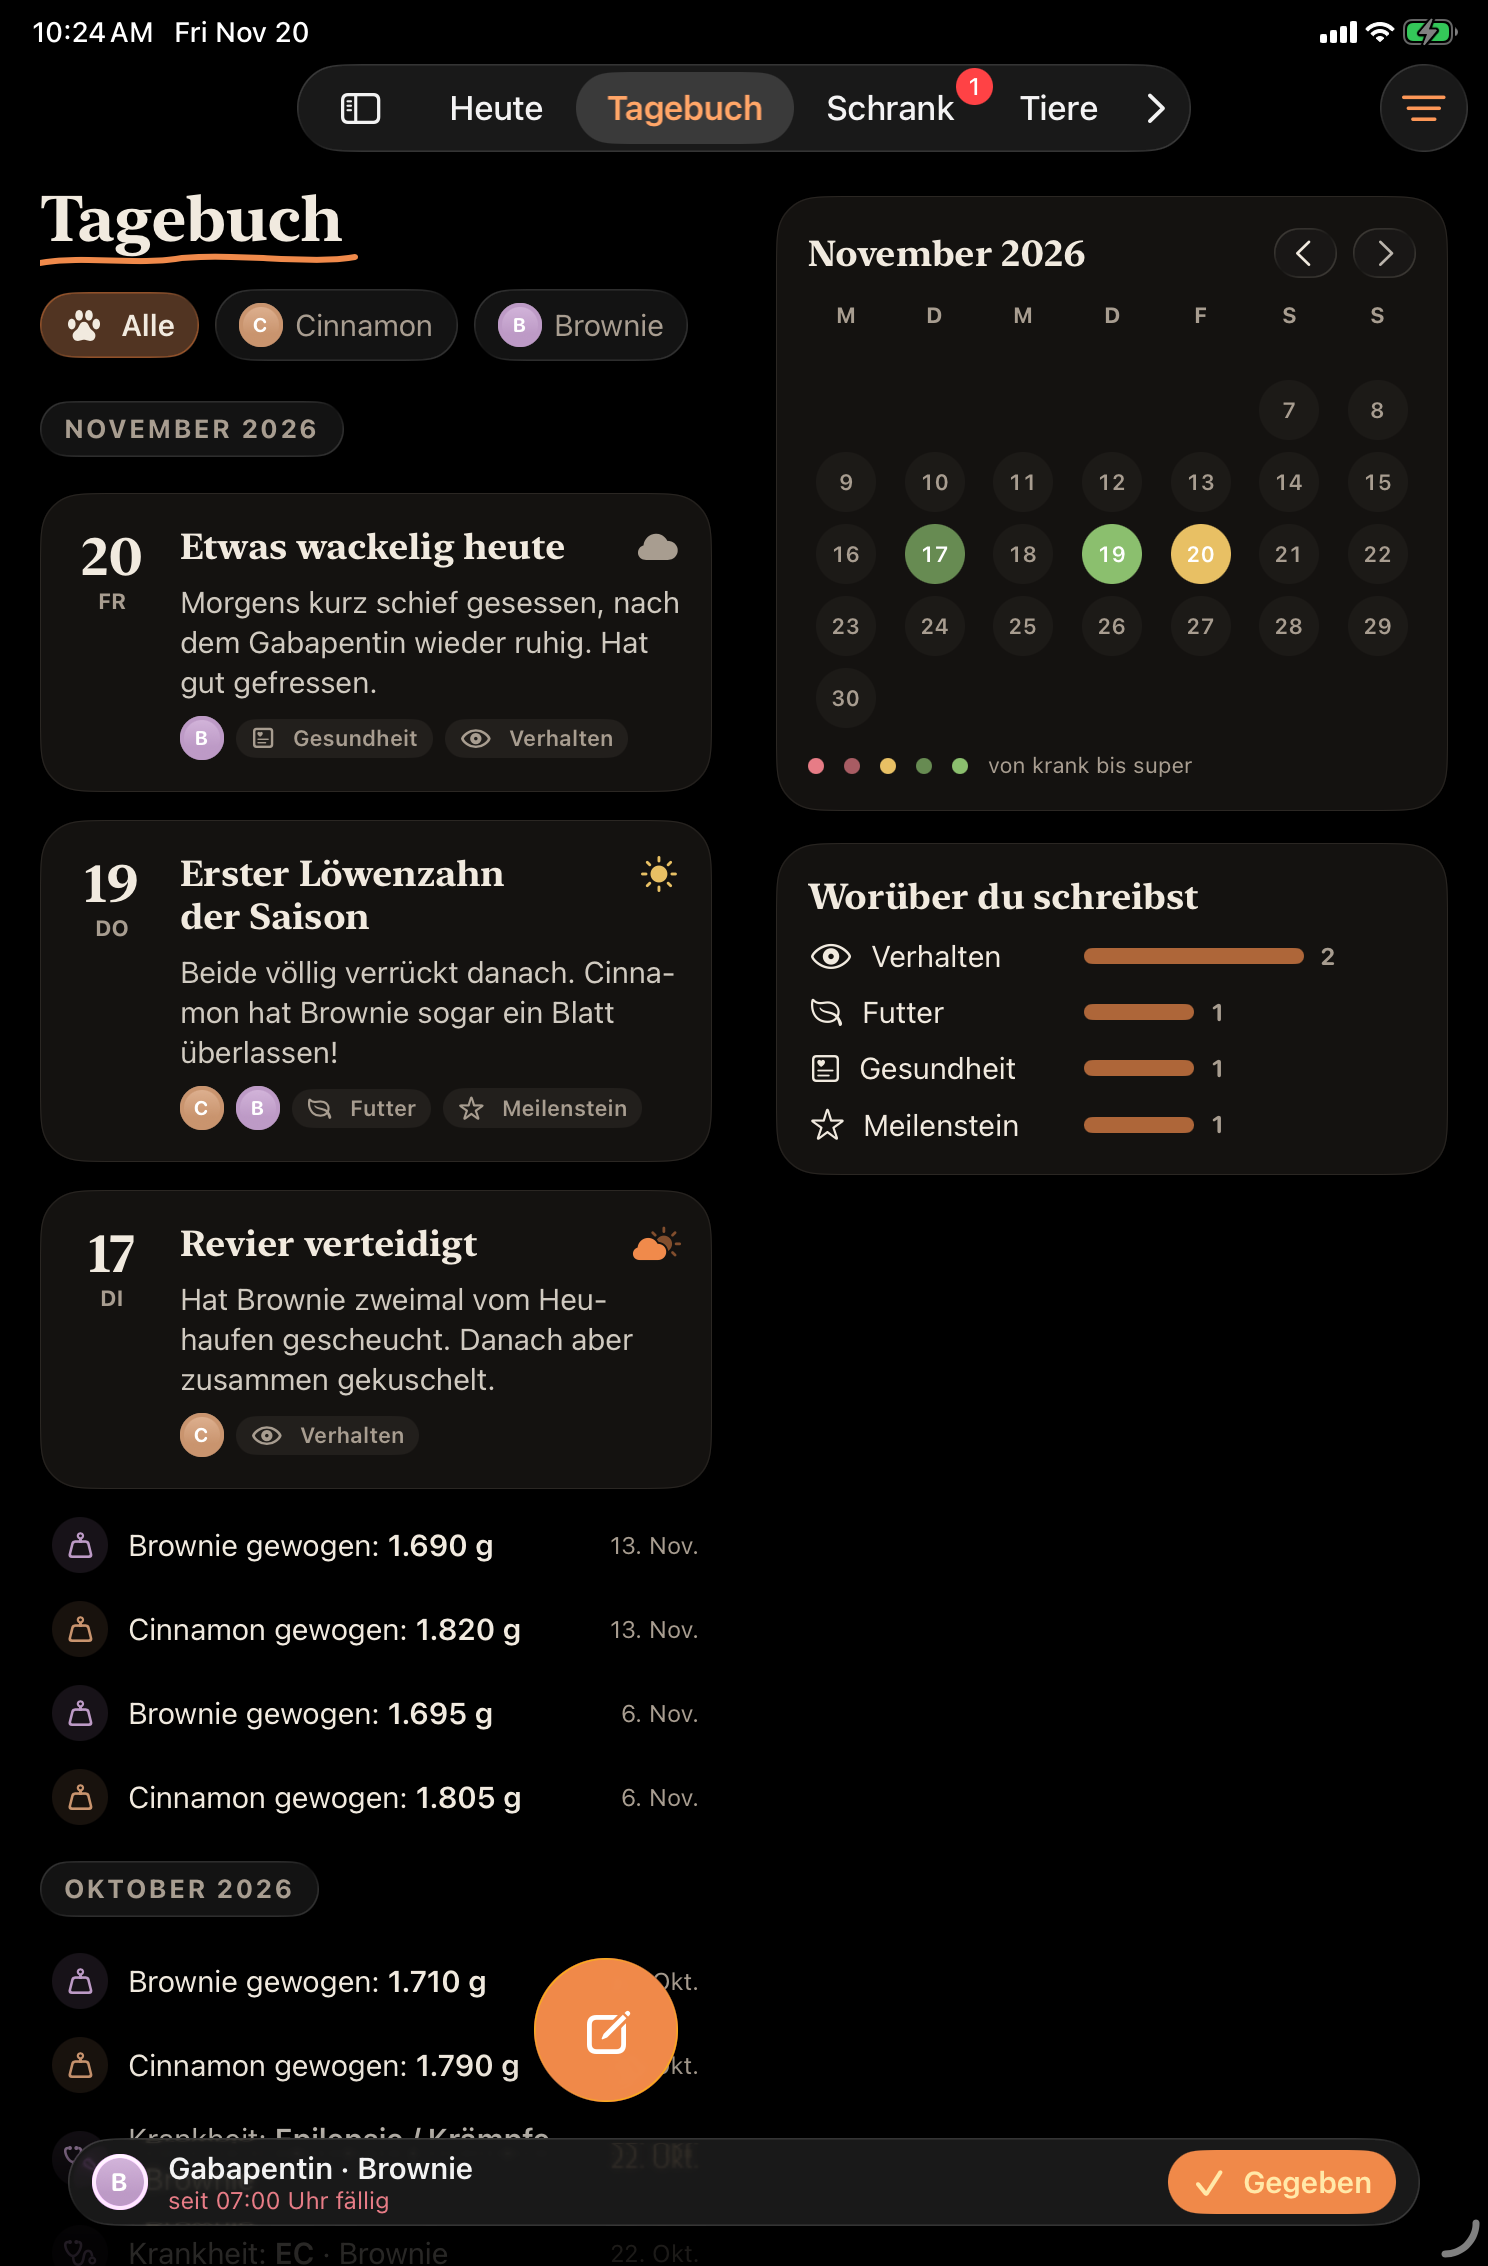 10:24 AM Fri Nov 20
Heute Tagebuch Schrank 1 Tiere
Tagebuch
Alle C Cinnamon B Brownie
NOVEMBER 2026
20 Etwas wackelig heute
FR
Morgens kurz schief gesessen, nach
dem Gabapentin wieder ruhig. Hat
gut gefressen.
B Gesundheit Verhalten
19 Erster Löwenzahn
DO der Saison
Beide völlig verrückt danach. Cinna-
mon hat Brownie sogar ein Blatt
überlassen!
C B Futter Meilenstein
17 Revier verteidigt
DI
Hat Brownie zweimal vom Heu-
haufen gescheucht. Danach aber
zusammen gekuschelt.
C Verhalten
Brownie gewogen: 1.690 g 13. Nov.
Cinnamon gewogen: 1.820 g 13. Nov.
Brownie gewogen: 1.695 g 6. Nov.
Cinnamon gewogen: 1.805 g 6. Nov.
OKTOBER 2026
Brownie gewogen: 1.710 g Okt.
Cinnamon gewogen: 1.790 g kt.
Krankheit: Epilepsie / Krämpfe
22. Okt.
B Gabapentin · Brownie
seit 07:00 Uhr fällig
Gegeben
Krankheit: EC · Brownie 22. Okt.
November 2026
M D M D F S S
7 8
9 10 11 12 13 14 15
16 17 18 19 20 21 22
23 24 25 26 27 28 29
30
von krank bis super
Worüber du schreibst
Verhalten 2
Futter 1
Gesundheit 1
Meilenstein 1